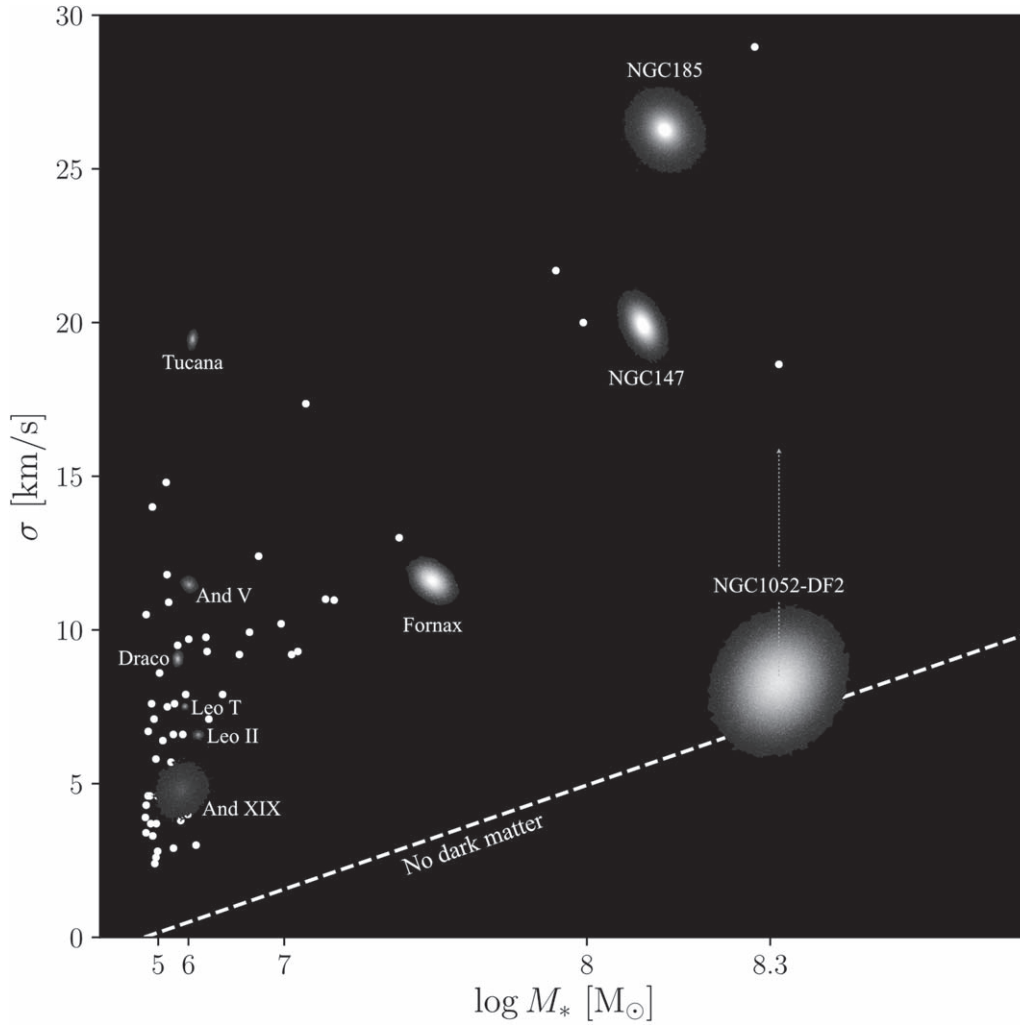 30
NGC185
25
20
Tucana
NGC147
σ [km/s]
15
NGC1052-DF2
And V
Fornax
10
Draco
Leo T
Leo II
5
And XIX
No dark matter
0
5 6 7 8 8.3
log M* [M⊙]